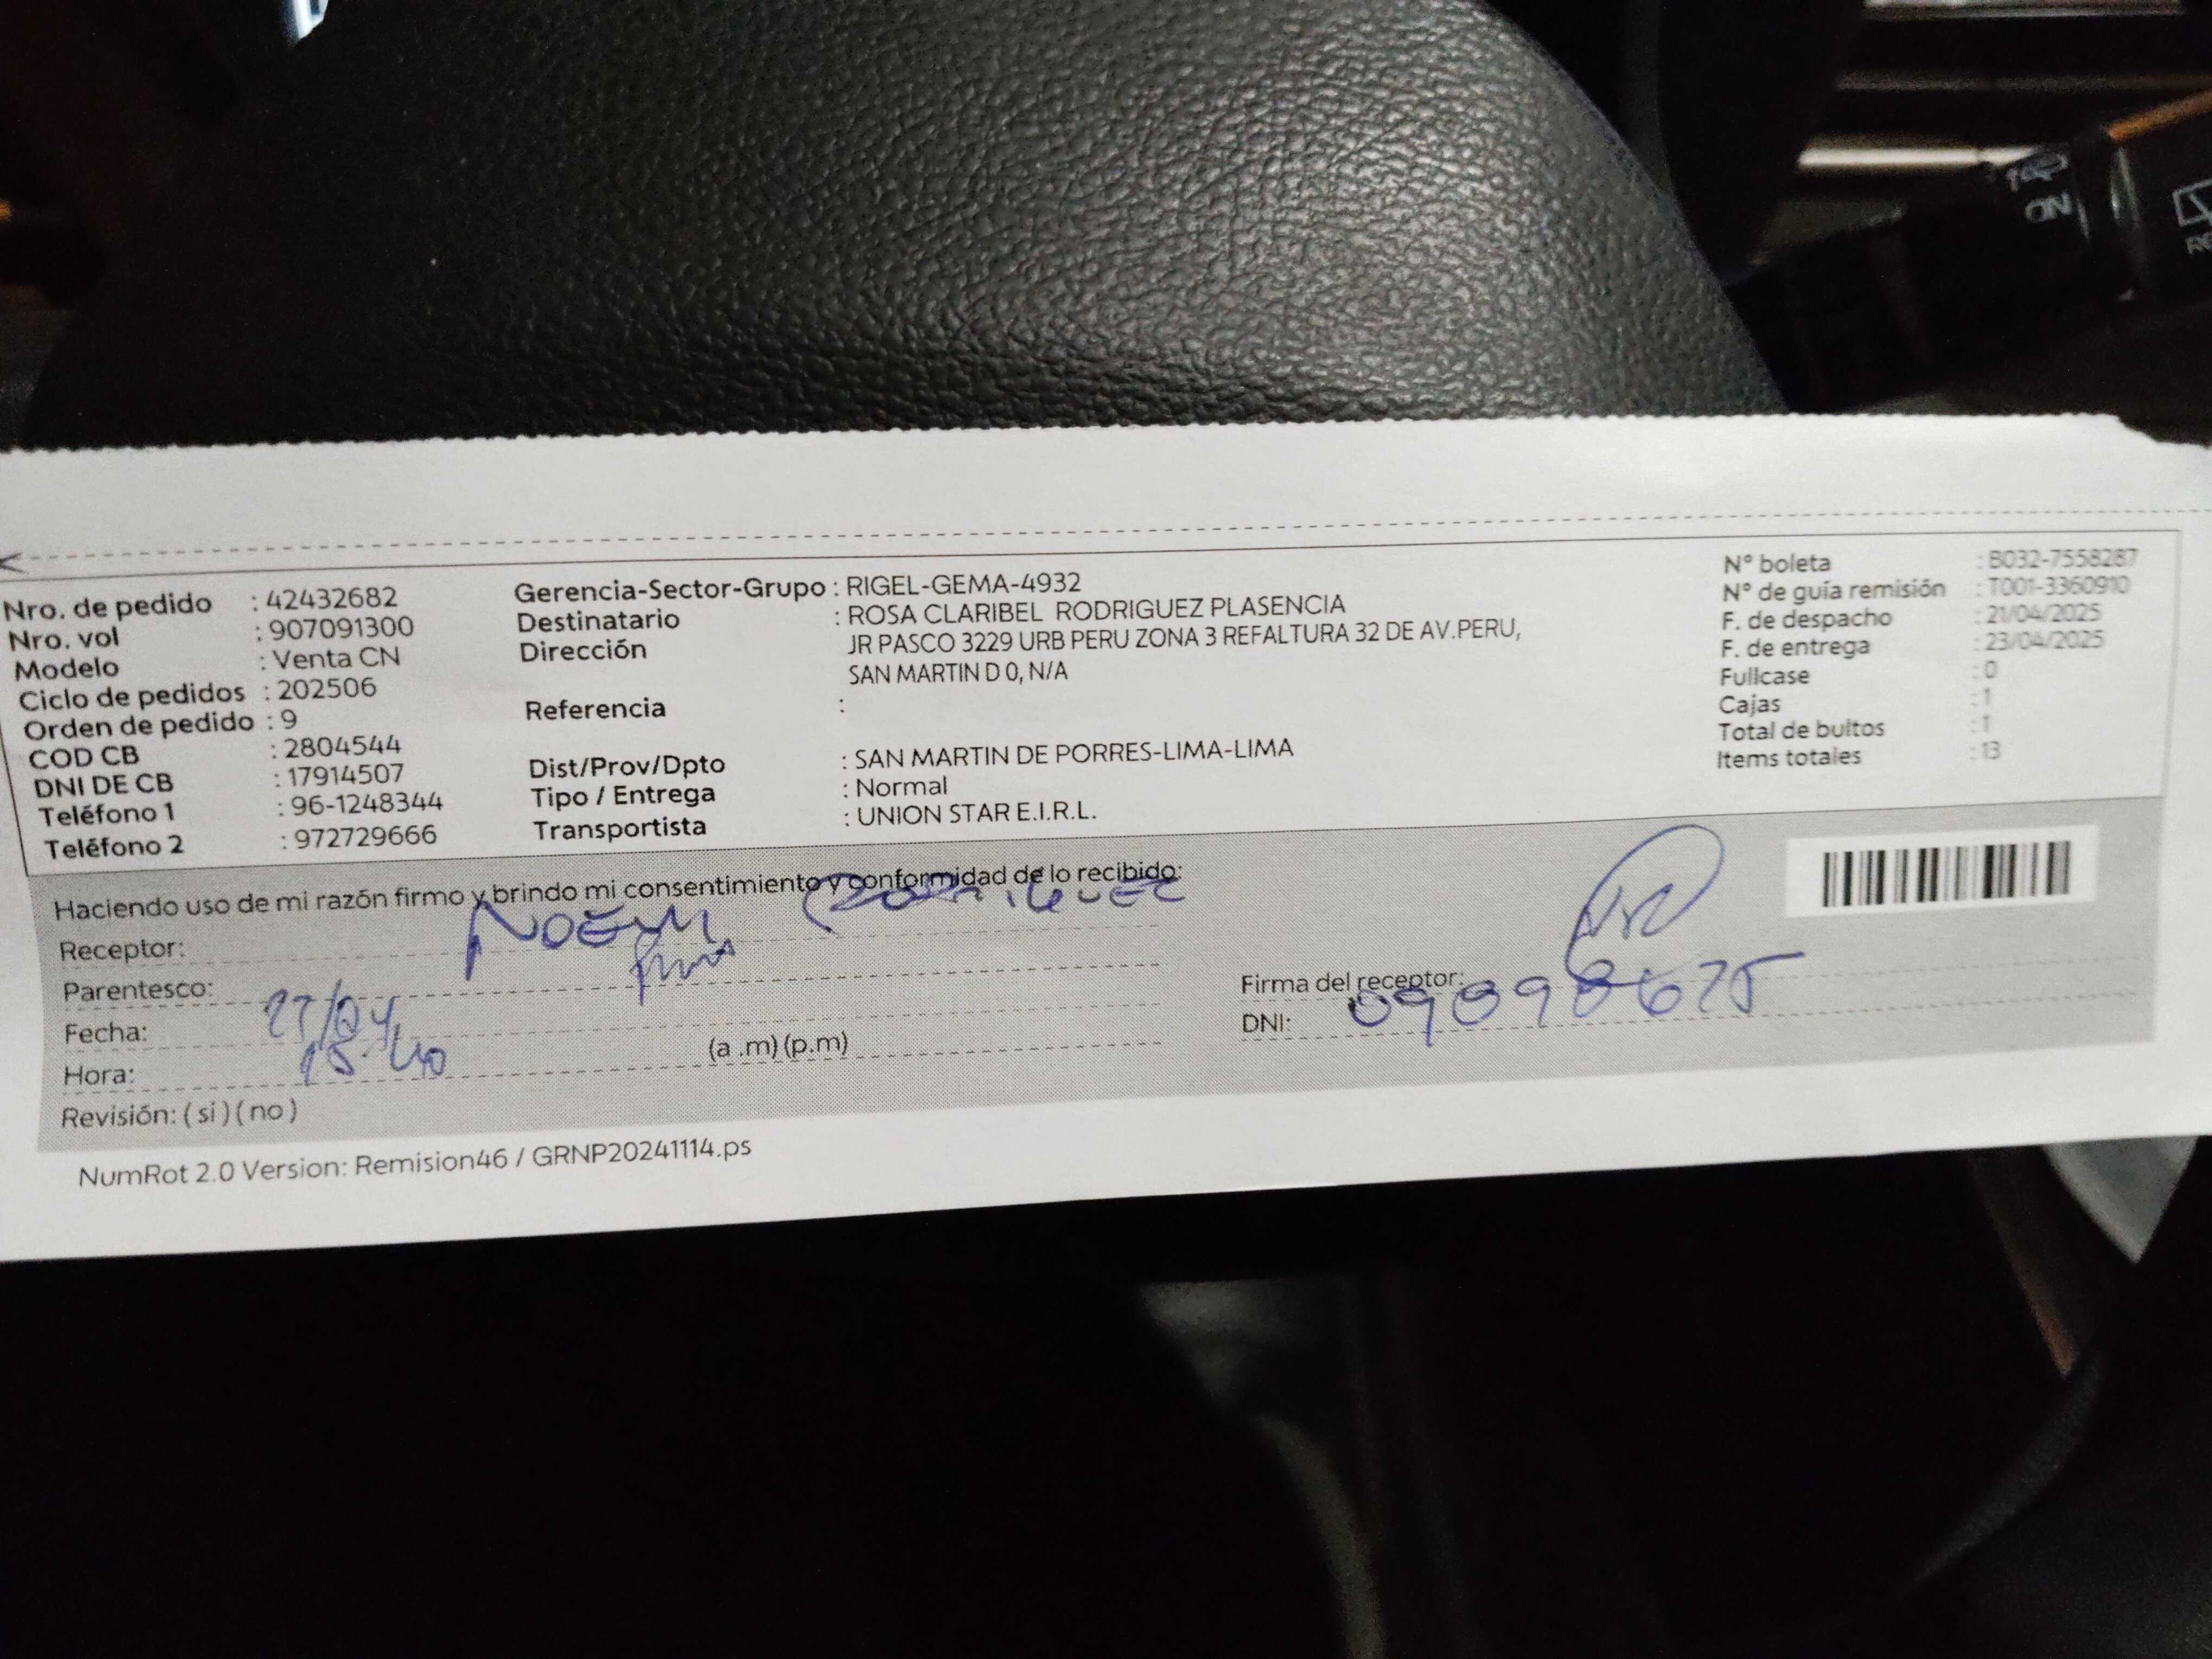 Nro. de pedido : 42432682
Nro. vol : 907091300
Modelo : Venta CN
Ciclo de pedidos : 202506
Orden de pedido : 9
COD CB : 2804544
DNI DE CB : 17914507
Teléfono 1 : 96-1248344
Teléfono 2 : 972729666
Gerencia-Sector-Grupo : RIGEL-GEMA-4932
Destinatario : ROSA CLARIBEL RODRIGUEZ PLASENCIA
Dirección JR PASCO 3229 URB PERU ZONA 3 REFALTURA 32 DE AV.PERU,
SAN MARTIN D 0, N/A
Referencia :
Dist/Prov/Dpto : SAN MARTIN DE PORRES-LIMA-LIMA
Tipo / Entrega : Normal
Transportista : UNION STAR E.I.R.L.
N° boleta : B032-7558287
N° de guía remisión : T001-3360910
F. de despacho : 21/04/2025
F. de entrega : 23/04/2025
Fullcase : 0
Cajas : 1
Total de bultos : 1
Items totales : 13
Haciendo uso de mi razón firmo y brindo mi consentimiento y conformidad de lo recibido:
Receptor: NOEMI RODRIGUEZ
Parentesco:
Fecha:
Hora: 15:40 (a .m) (p.m)
Revisión: ( si ) ( no )
Firma del receptor:
DNI: 09098675
NumRot 2.0 Version: Remision46 / GRNP20241114.ps
ON